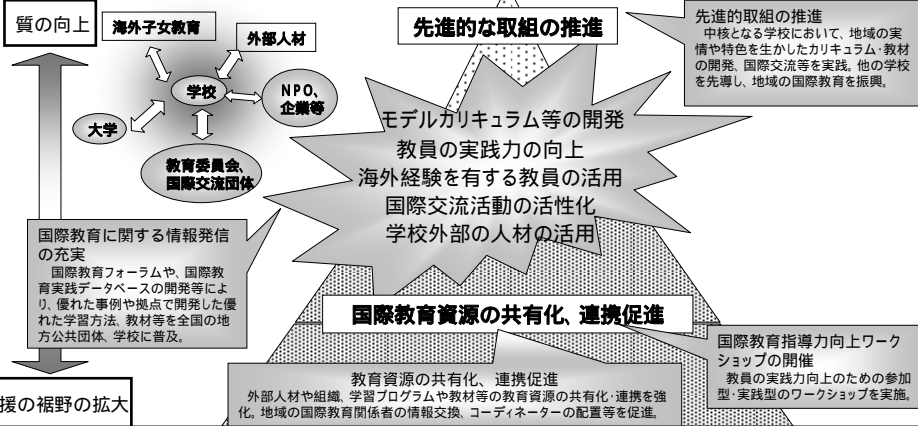 質の向上
海外子女教育
外部人材
学校
NPO、
企業等
大学
教育委員会、
国際交流団体
先進的な取組の推進
先進的取組の推進
中核となる学校において、地域の実
情や特色を生かしたカリキュラム・教材
の開発、国際交流等を実践。他の学校
を先導し、地域の国際教育を振興。
モデルカリキュラム等の開発
教員の実践力の向上
海外経験を有する教員の活用
国際交流活動の活性化
学校外部の人材の活用
国際教育に関する情報発信
の充実
国際教育フォーラムや、国際教
育実践データベースの開発等によ
り、優れた事例や拠点で開発した優
れた学習方法、教材等を全国の地
方公共団体、学校に普及。
国際教育資源の共有化、連携促進
国際教育指導力向上ワーク
ショップの開催
教員の実践力向上のための参加
型・実践型のワークショップを実施。
教育資源の共有化、連携促進
外部人材や組織、学習プログラムや教材等の教育資源の共有化・連携を強
化。地域の国際教育関係者の情報交換、コーディネーターの配置等を促進。
援の裾野の拡大